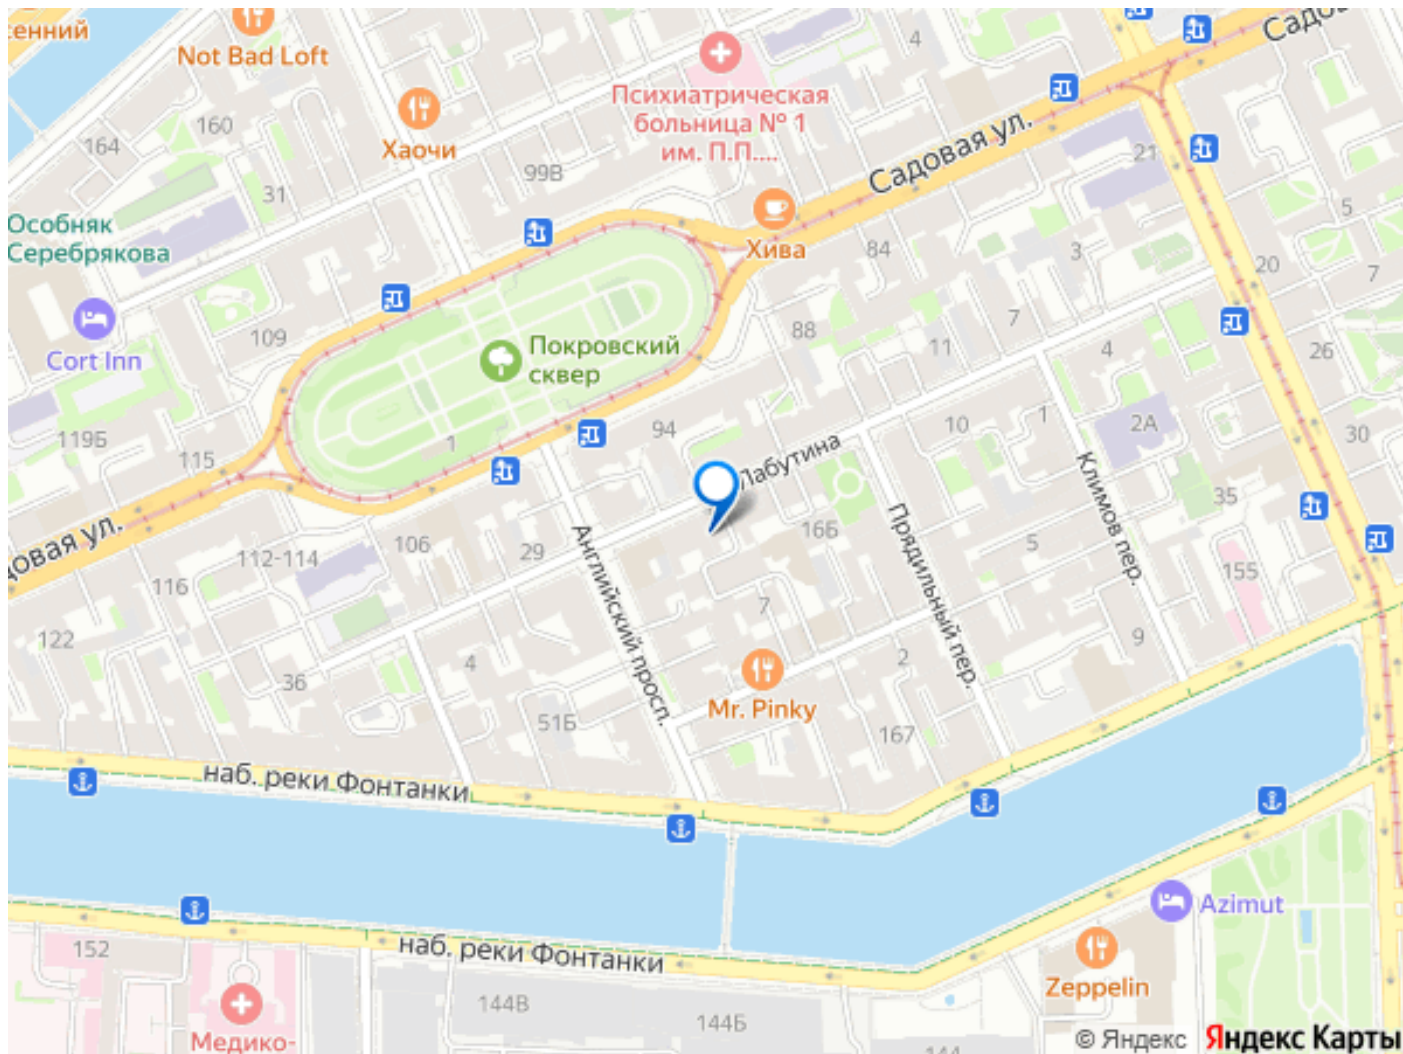 сенний
Not Bad Loft
4
Садо
Психиатрическая
больница № 1
им. П.П....
160
164
Хаочи
Садовая ул.
21
99В
31
5
Особняк
Серебрякова
Хива
84
3
20
7
109
88
7
11
4
26
Cort Inn
Покровский
сквер
119Б
1
94
10
1
2А
30
115
Лабутина
Климов пер.
35
довая ул.
112-114
106
29
Английский просп.
16Б
Прядильный пер.
5
155
116
7
122
36
4
9
2
51Б
Mr. Pinky
167
наб. реки Фонтанки
Azimut
152
наб. реки Фонтанки
Zeppelin
144В
144Б
144
Медико-
© Яндекс Яндекс Карты